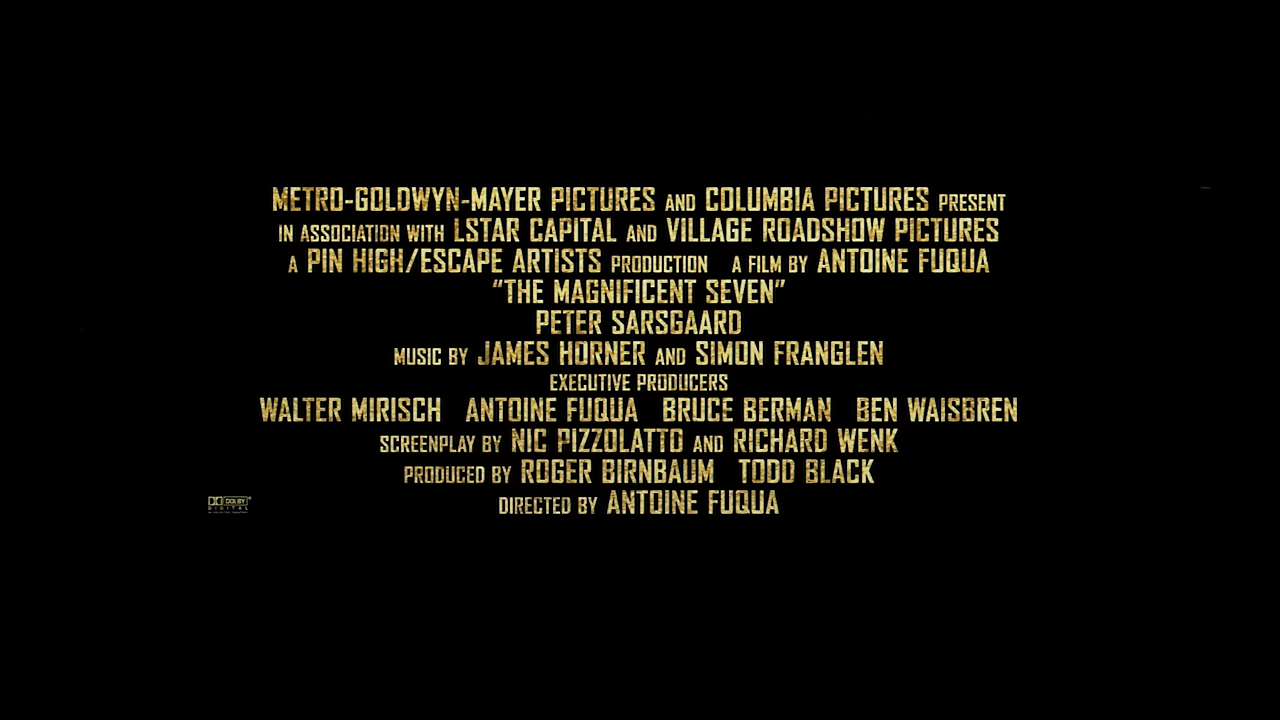 METRO-GOLDWYN-MAYER PICTURES AND COLUMBIA PICTURES PRESENT
IN ASSOCIATION WITH LSTAR CAPITAL AND VILLAGE ROADSHOW PICTURES
A PIN HIGH/ESCAPE ARTISTS PRODUCTION A FILM BY ANTOINE FUQUA
“THE MAGNIFICENT SEVEN”
PETER SARSGAARD
MUSIC BY JAMES HORNER AND SIMON FRANGLEN
EXECUTIVE PRODUCERS
WALTER MIRISCH ANTOINE FUQUA BRUCE BERMAN BEN WAISBREN
SCREENPLAY BY NIC PIZZOLATTO AND RICHARD WENK
PRODUCED BY ROGER BIRNBAUM TODD BLACK
DIRECTED BY ANTOINE FUQUA
DOLBY
DIGITAL